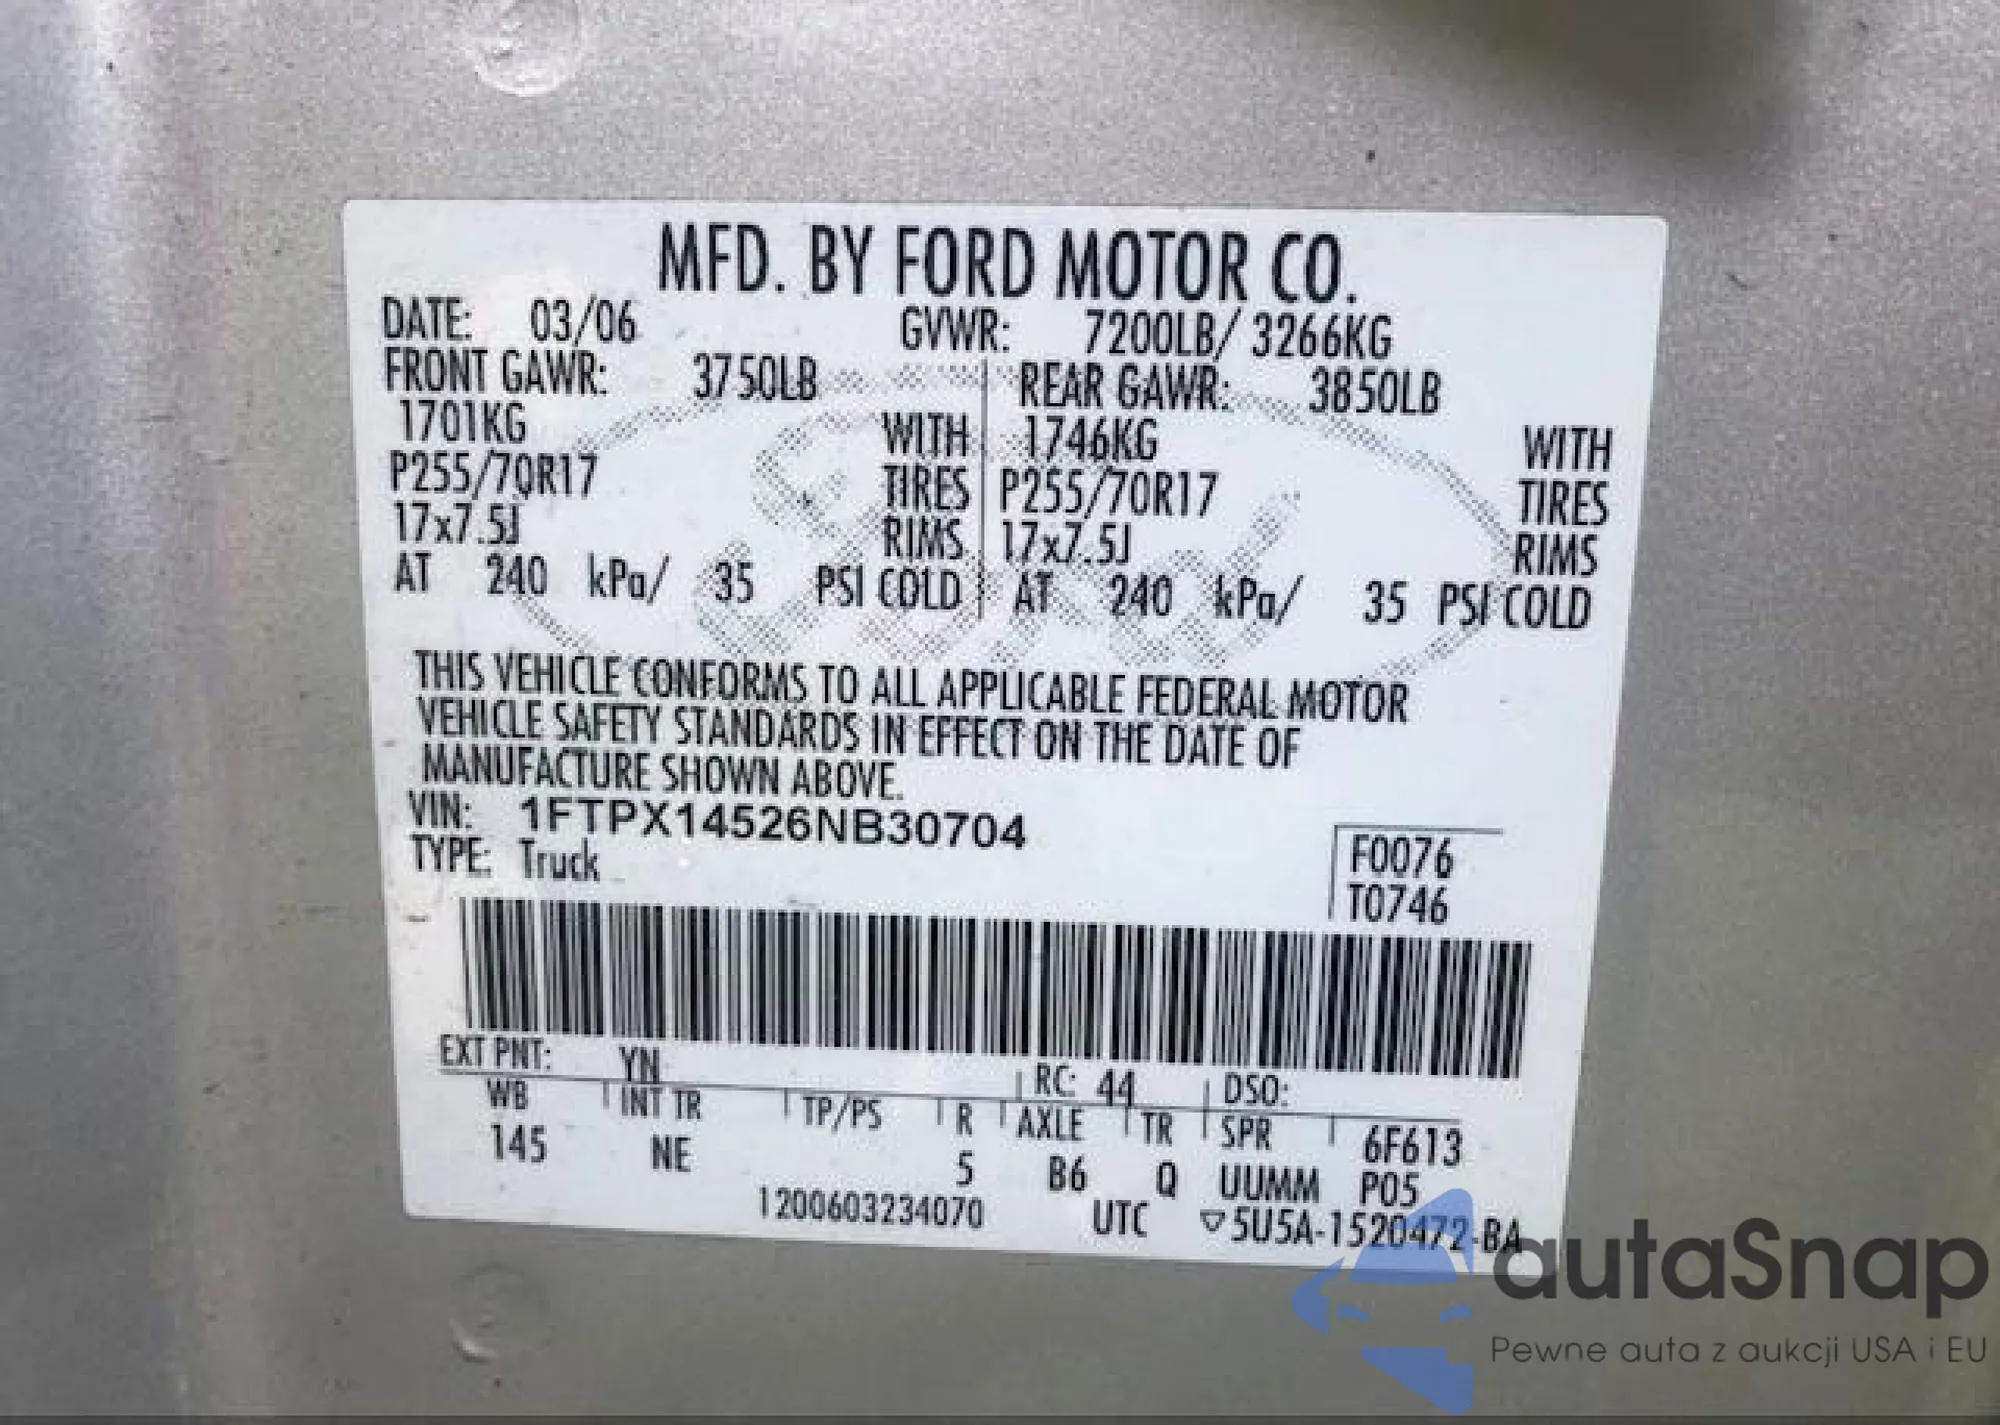 MFD. BY FORD MOTOR CO.
DATE: 03/06 GVWR: 7200LB/ 3266KG
FRONT GAWR: 3750LB REAR GAWR: 3850LB
1701KG WITH 1746KG WITH
P255/70R17 TIRES P255/70R17 TIRES
17x7.5J RIMS 17x7.5J RIMS
AT 240 kPa/ 35 PSI COLD AT 240 kPa/ 35 PSI COLD
THIS VEHICLE CONFORMS TO ALL APPLICABLE FEDERAL MOTOR
VEHICLE SAFETY STANDARDS IN EFFECT ON THE DATE OF
MANUFACTURE SHOWN ABOVE.
VIN: 1FTPX14526NB30704
TYPE: Truck
F0076
T0746
EXT PNT: YN RC: 44 DSO:
WB INT TR TP/PS R AXLE TR SPR 6F613
145 NE 5 B6 Q UUMM P05
1200603234070 UTC ▽5U5A-1520472-BA
autaSnap
Pewne auta z aukcji USA i EU